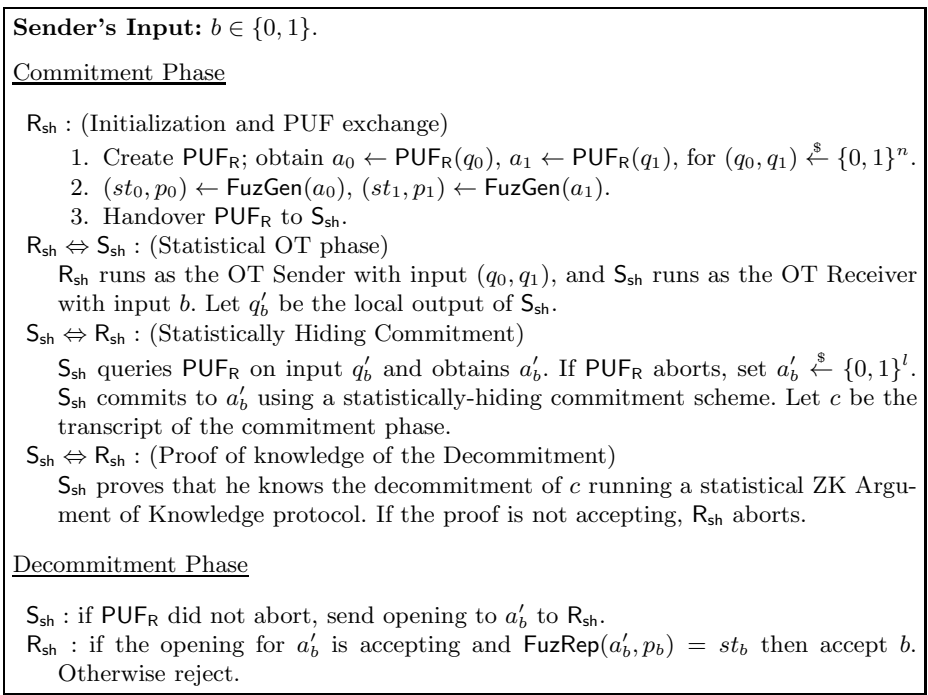 Sender's Input: b ∈ {0, 1}.
Commitment Phase
R_sh : (Initialization and PUF exchange)
1. Create PUF_R; obtain a_0 ← PUF_R(q_0), a_1 ← PUF_R(q_1), for (q_0, q_1) ←$ {0, 1}^n.
2. (st_0, p_0) ← FuzGen(a_0), (st_1, p_1) ← FuzGen(a_1).
3. Handover PUF_R to S_sh.
R_sh ⇔ S_sh : (Statistical OT phase)
R_sh runs as the OT Sender with input (q_0, q_1), and S_sh runs as the OT Receiver
with input b. Let q'_b be the local output of S_sh.
S_sh ⇔ R_sh : (Statistically Hiding Commitment)
S_sh queries PUF_R on input q'_b and obtains a'_b. If PUF_R aborts, set a'_b ←$ {0, 1}^l.
S_sh commits to a'_b using a statistically-hiding commitment scheme. Let c be the
transcript of the commitment phase.
S_sh ⇔ R_sh : (Proof of knowledge of the Decommitment)
S_sh proves that he knows the decommitment of c running a statistical ZK Argu-
ment of Knowledge protocol. If the proof is not accepting, R_sh aborts.
Decommitment Phase
S_sh : if PUF_R did not abort, send opening to a'_b to R_sh.
R_sh : if the opening for a'_b is accepting and FuzRep(a'_b, p_b) = st_b then accept b.
Otherwise reject.